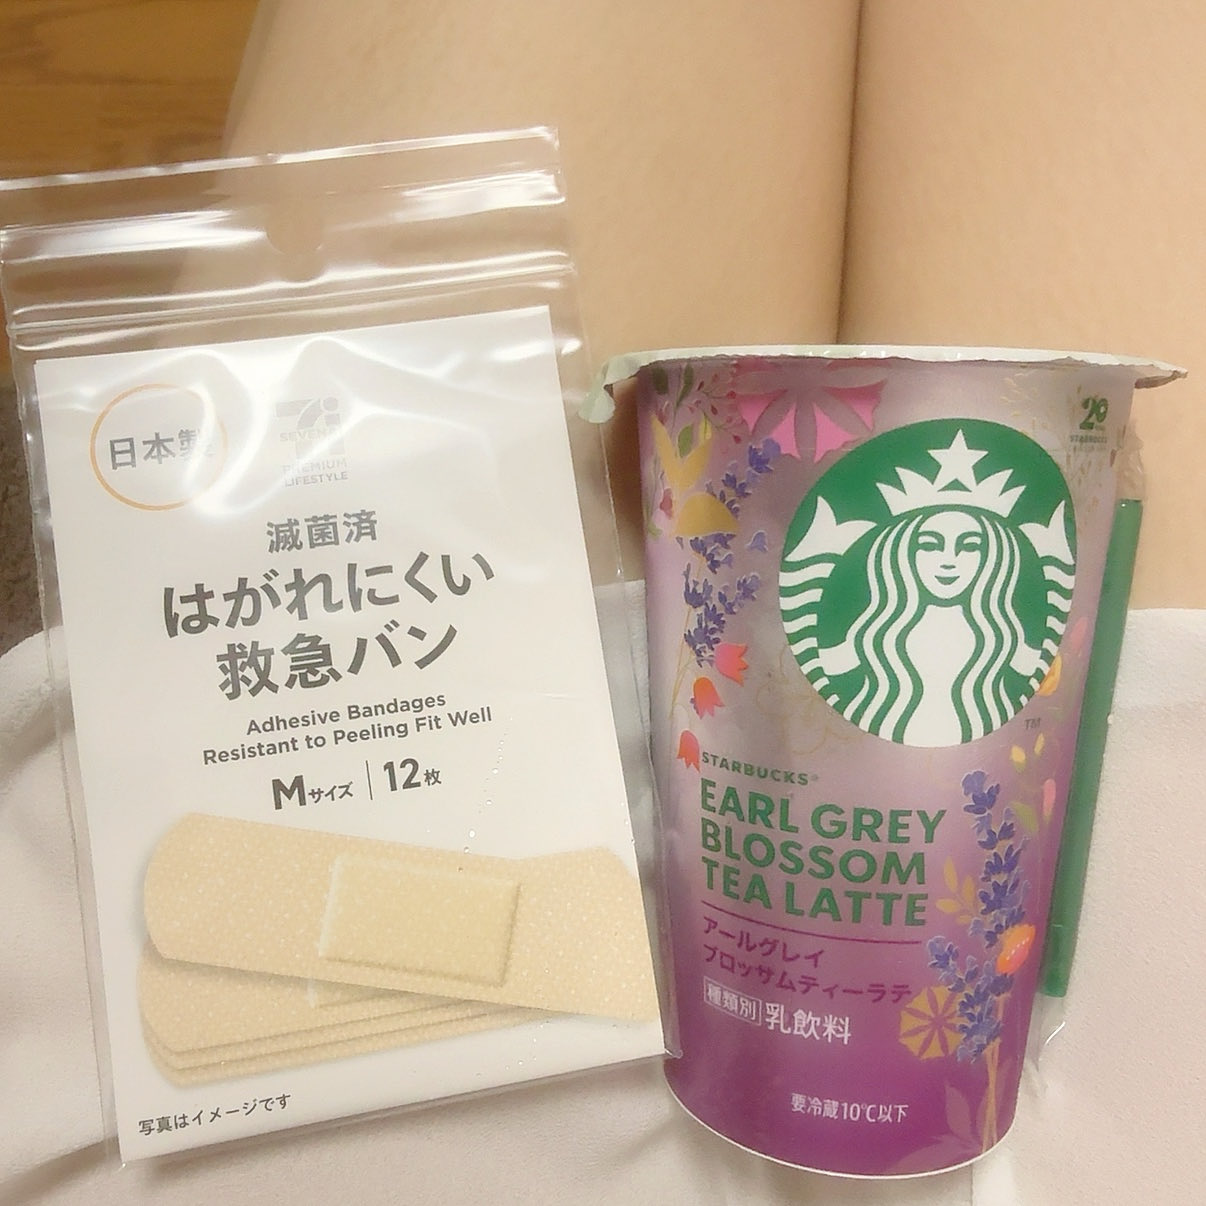 日本製
SEVEN
PREMIUM
LIFESTYLE
滅菌済
はがれにくい
救急バン
Adhesive Bandages
Resistant to Peeling Fit Well
Mサイズ | 12枚
写真はイメージです
20
STARBUCKS
TM
STARBUCKS®
EARL GREY
BLOSSOM
TEA LATTE
アールグレイ
ブロッサムティーラテ
種類別 乳飲料
要冷蔵10℃以下